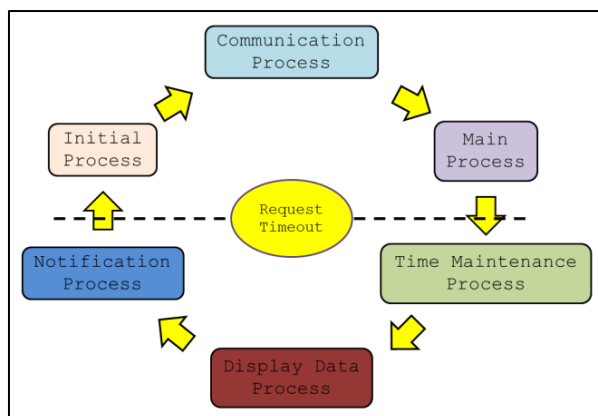 Communication
Process
Initial
Process
Main
Process
Request
Timeout
Notification
Process
Time Maintenance
Process
Display Data
Process